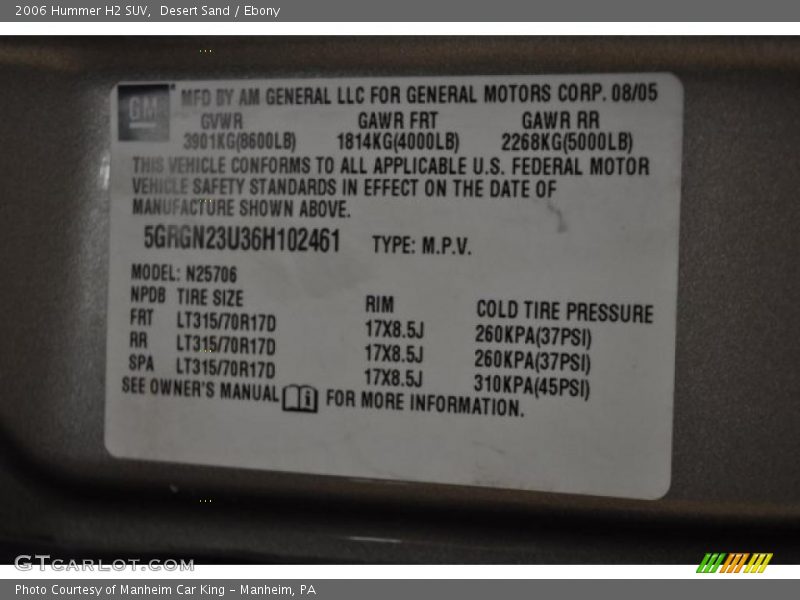 2006 Hummer H2 SUV,  Desert Sand / Ebony
GM
MFD BY AM GENERAL LLC FOR GENERAL MOTORS CORP. 08/05
GVWR GAWR FRT GAWR RR
3901KG(8600LB) 1814KG(4000LB) 2268KG(5000LB)
THIS VEHICLE CONFORMS TO ALL APPLICABLE U.S. FEDERAL MOTOR
VEHICLE SAFETY STANDARDS IN EFFECT ON THE DATE OF
MANUFACTURE SHOWN ABOVE.
5GRGN23U36H102461 TYPE: M.P.V.
MODEL: N25706
NPDB TIRE SIZE RIM COLD TIRE PRESSURE
FRT LT315/70R17D 17X8.5J 260KPA(37PSI)
RR LT315/70R17D 17X8.5J 260KPA(37PSI)
SPA LT315/70R17D 17X8.5J 310KPA(45PSI)
SEE OWNER'S MANUAL FOR MORE INFORMATION.
GTCARLOT.COM
Photo Courtesy of Manheim Car King - Manheim, PA